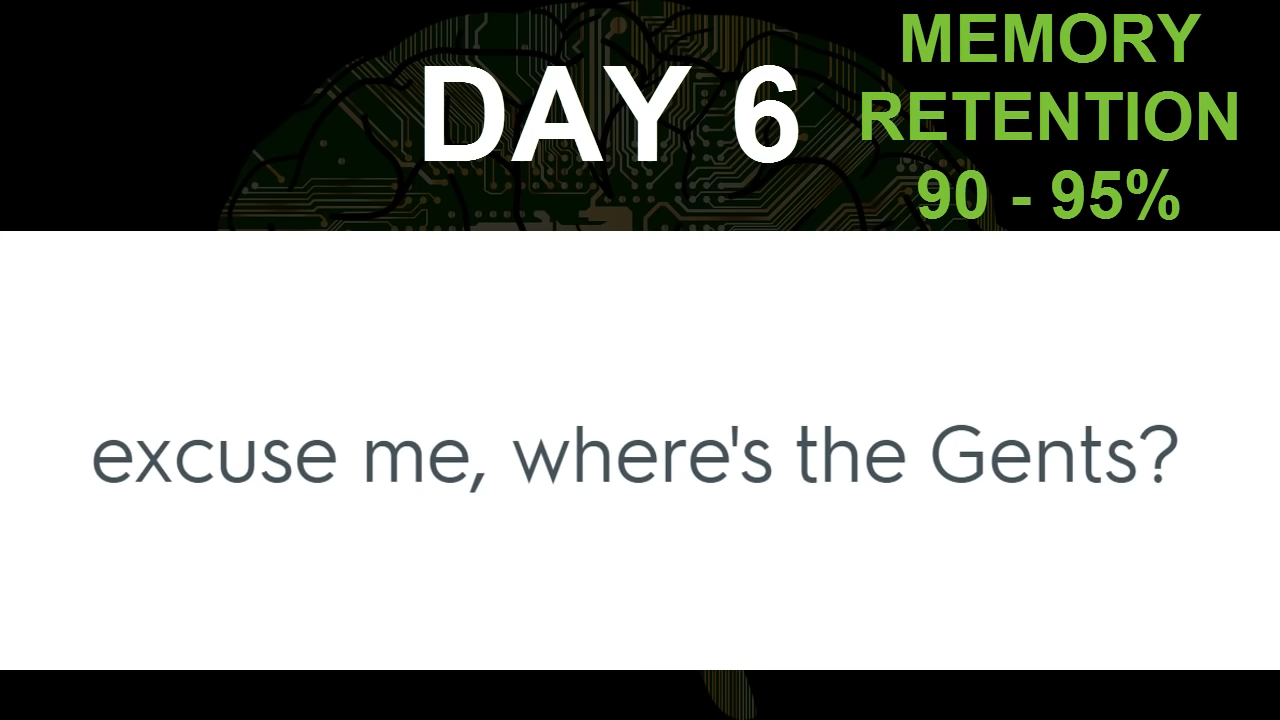 DAY 6
MEMORY
RETENTION
90 - 95%
excuse me, where's the Gents?